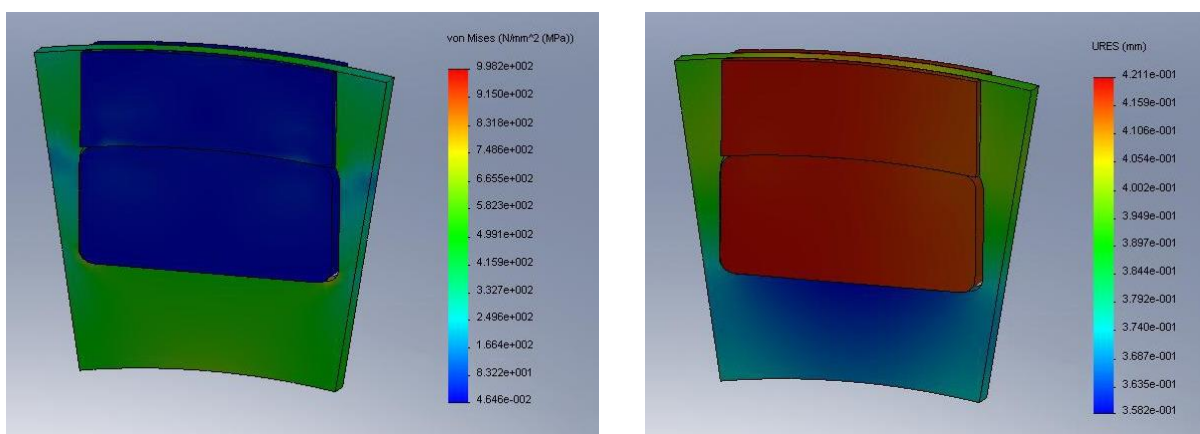 von Mises (N/mm^2 (MPa))
9.982e+002
9.150e+002
8.318e+002
7.486e+002
6.655e+002
5.823e+002
4.991e+002
4.159e+002
3.327e+002
2.496e+002
1.664e+002
8.322e+001
4.646e-002
URES (mm)
4.211e-001
4.159e-001
4.106e-001
4.054e-001
4.002e-001
3.949e-001
3.897e-001
3.844e-001
3.792e-001
3.740e-001
3.687e-001
3.635e-001
3.582e-001